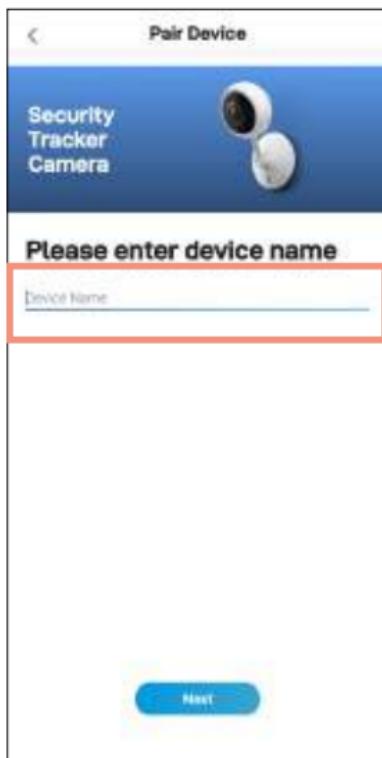 Pair Device
Security
Tracker
Camera
Please enter device name
Device Name
Next